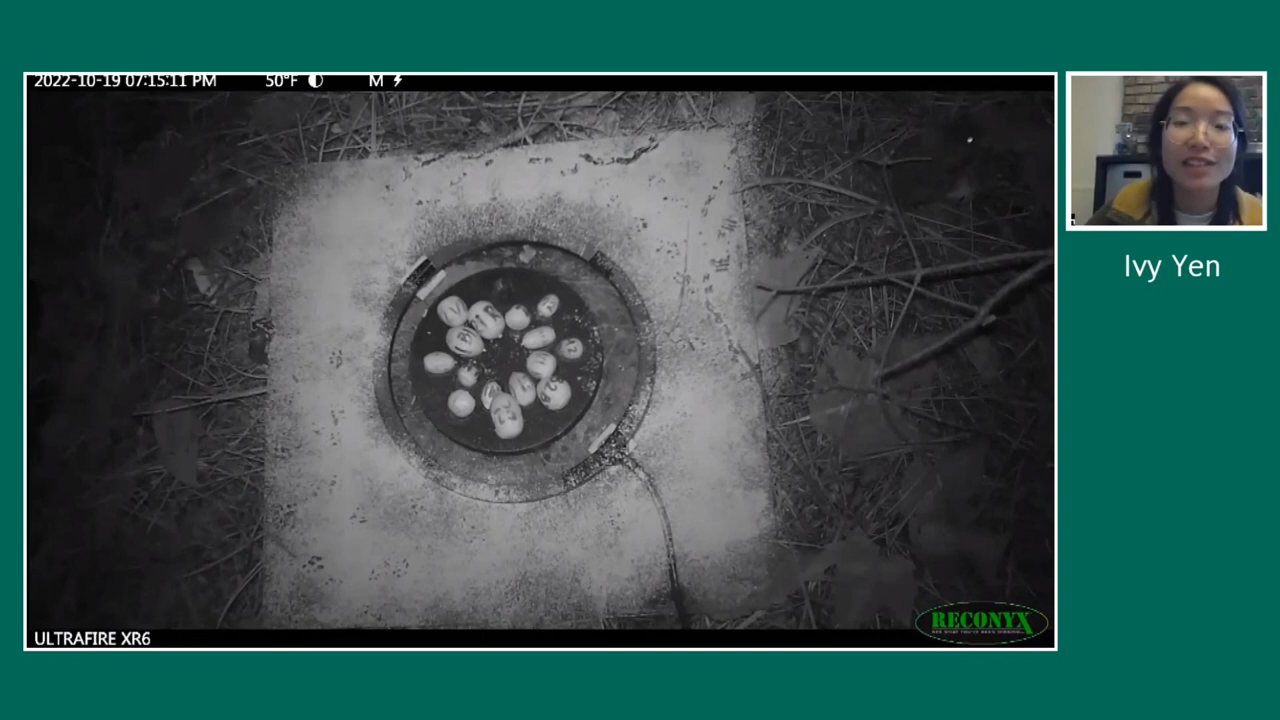 2022-10-19 07:15:11 PM 50°F M
Ivy Yen
ULTRAFIRE XR6
RECONYX